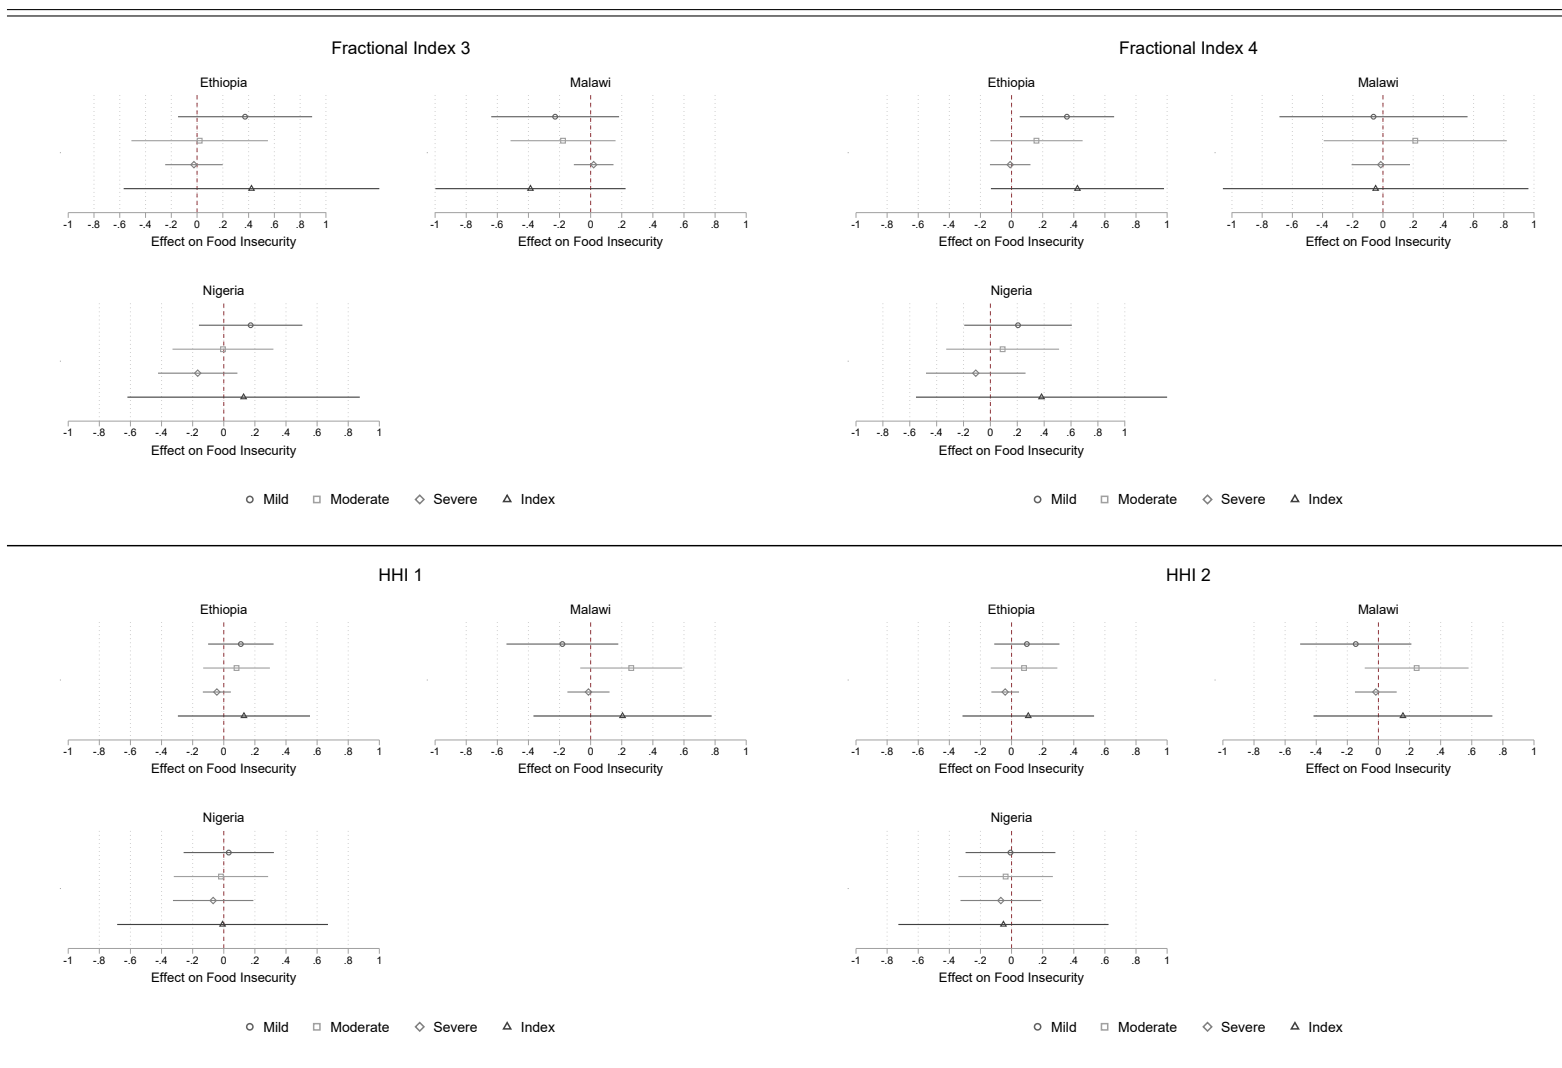 Fractional Index 3
Fractional Index 4
Ethiopia
Malawi
Ethiopia
Malawi
-1 -.8 -.6 -.4 -.2 0 .2 .4 .6 .8 1
-1 -.8 -.6 -.4 -.2 0 .2 .4 .6 .8 1
-1 -.8 -.6 -.4 -.2 0 .2 .4 .6 .8 1
-1 -.8 -.6 -.4 -.2 0 .2 .4 .6 .8 1
Effect on Food Insecurity
Effect on Food Insecurity
Effect on Food Insecurity
Effect on Food Insecurity
Nigeria
Nigeria
-1 -.8 -.6 -.4 -.2 0 .2 .4 .6 .8 1
-1 -.8 -.6 -.4 -.2 0 .2 .4 .6 .8 1
Effect on Food Insecurity
Effect on Food Insecurity
Mild Moderate Severe Index
Mild Moderate Severe Index
HHI 1
HHI 2
Ethiopia
Malawi
Ethiopia
Malawi
-1 -.8 -.6 -.4 -.2 0 .2 .4 .6 .8 1
-1 -.8 -.6 -.4 -.2 0 .2 .4 .6 .8 1
-1 -.8 -.6 -.4 -.2 0 .2 .4 .6 .8 1
-1 -.8 -.6 -.4 -.2 0 .2 .4 .6 .8 1
Effect on Food Insecurity
Effect on Food Insecurity
Effect on Food Insecurity
Effect on Food Insecurity
Nigeria
Nigeria
-1 -.8 -.6 -.4 -.2 0 .2 .4 .6 .8 1
-1 -.8 -.6 -.4 -.2 0 .2 .4 .6 .8 1
Effect on Food Insecurity
Effect on Food Insecurity
Mild Moderate Severe Index
Mild Moderate Severe Index